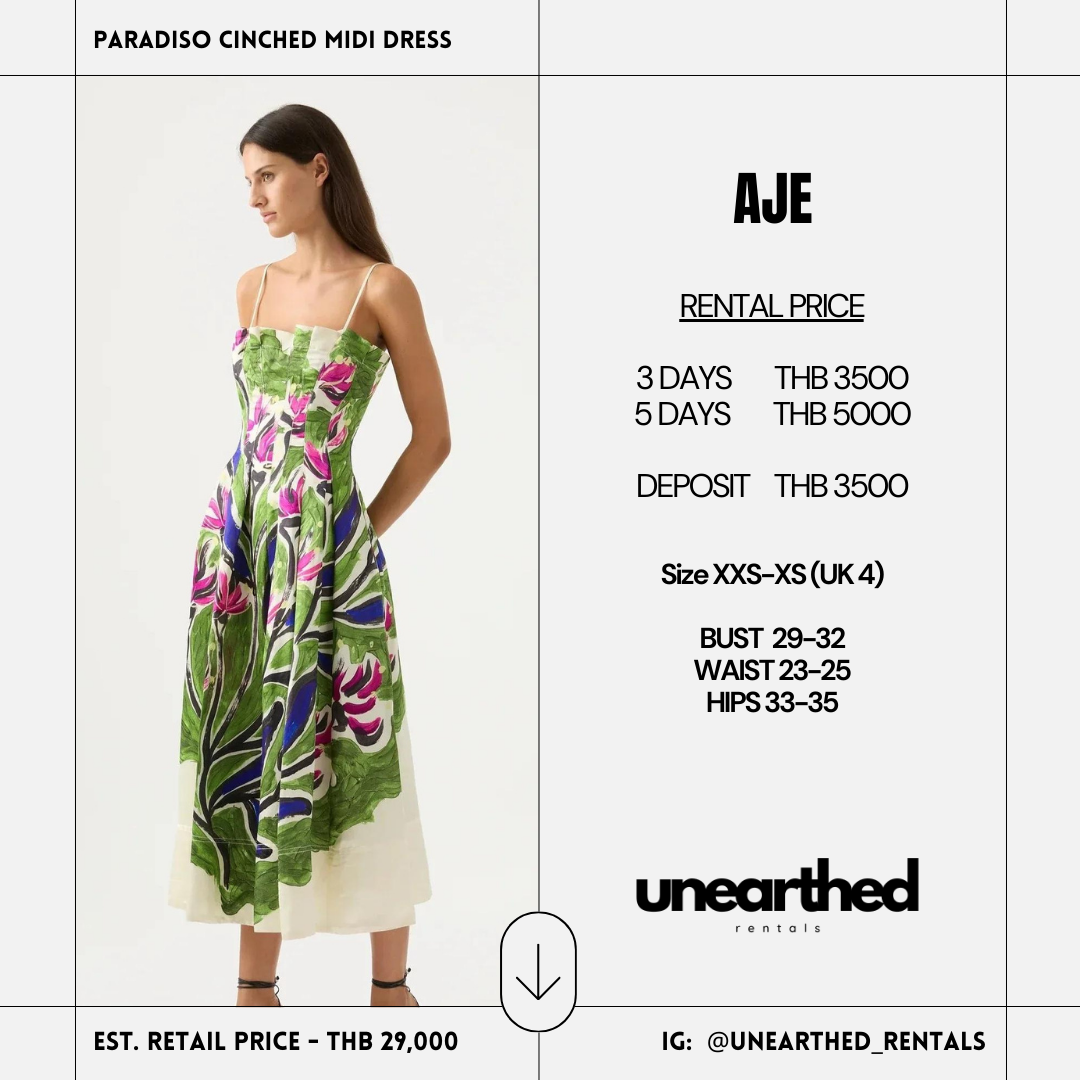 PARADISO CINCHED MIDI DRESS
AJE
RENTAL PRICE
3 DAYS THB 3500
5 DAYS THB 5000
DEPOSIT THB 3500
Size XXS–XS (UK 4)
BUST 29–32
WAIST 23–25
HIPS 33–35
unearthed
rentals
EST. RETAIL PRICE - THB 29,000
IG: @UNEARTHED_RENTALS